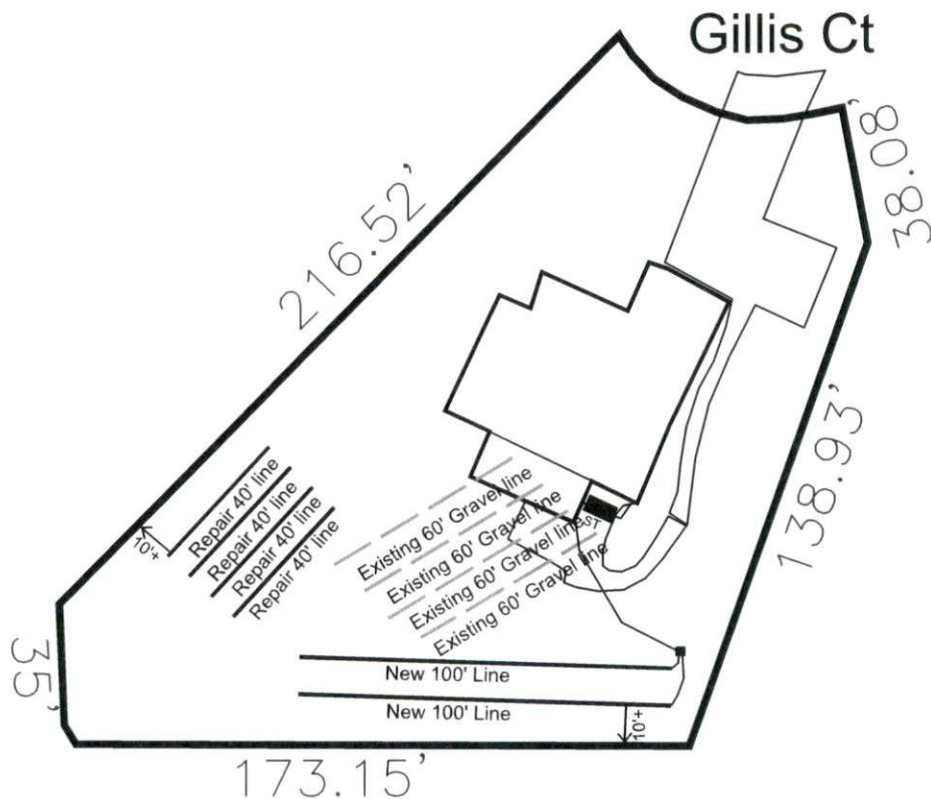 Gillis Ct
38.08'
216.52'
138.93'
Repair 40' line
Repair 40' line
Repair 40' line
Repair 40' line
10'+
Existing 60' Gravel line
Existing 60' Gravel line
Existing 60' Gravel line
Existing 60' Gravel line
ST
35'
New 100' Line
New 100' Line
10'+
173.15'